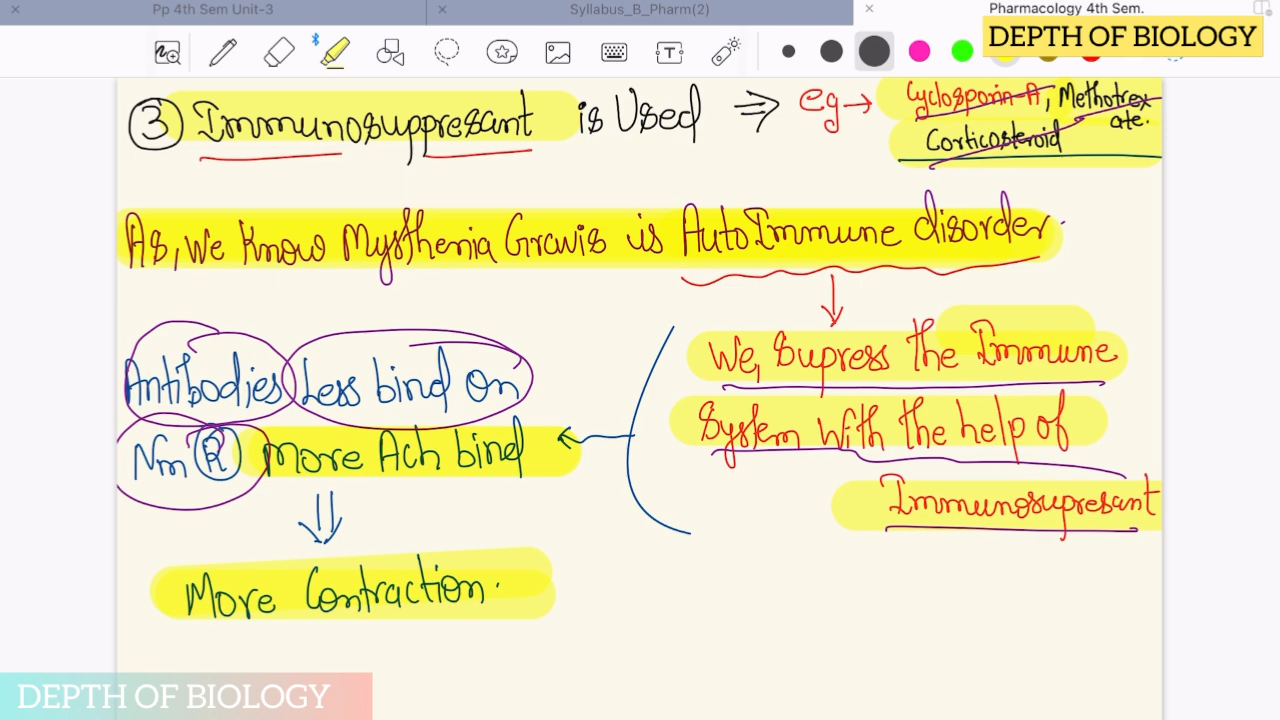 Pp 4th Sem Unit-3
Syllabus_B_Pharm(2)
Pharmacology 4th Sem.
DEPTH OF BIOLOGY
③ Immunosuppresant is Used ⇒ eg→ Cyclosporin-A, Methotrex
ate.
Corticosteroid
As, We Know Mysthenia Gravis is AutoImmune disorder.
We, Supress the Immune
System With the help of
Immunosupresant
Antibodies Less bind on
Nm R more Ach bind
More Contraction.
DEPTH OF BIOLOGY